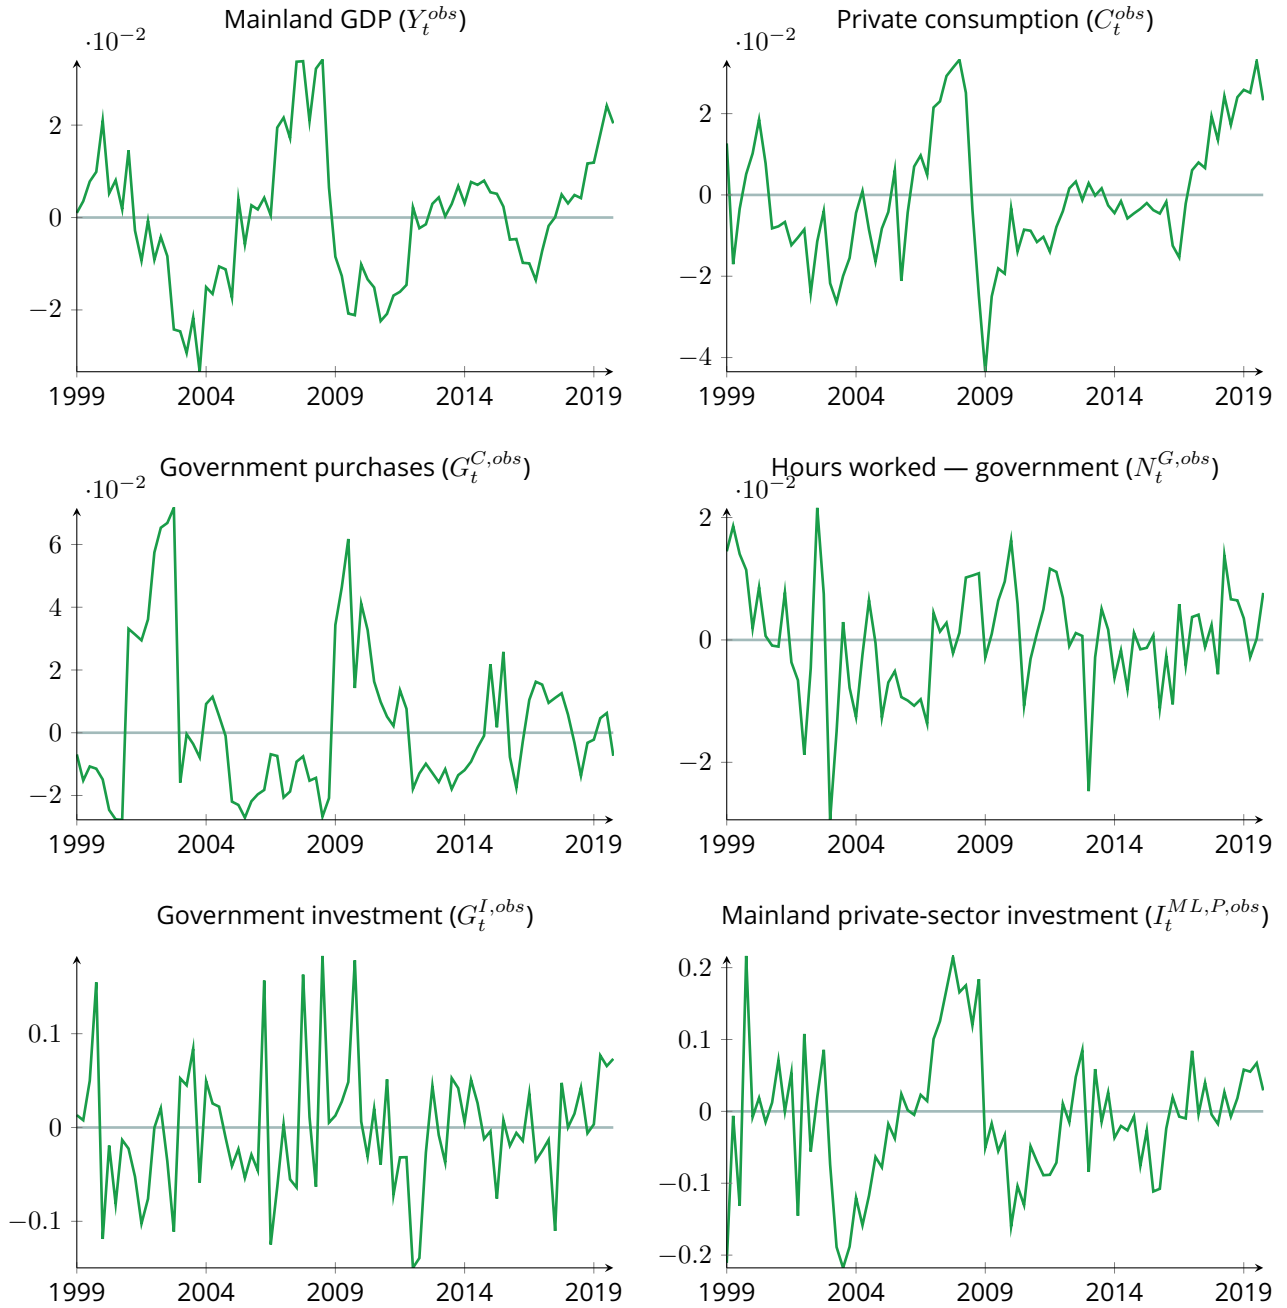 Mainland GDP (Y_t^{obs})
·10^{−2}
2
0
−2
1999 2004 2009 2014 2019
Private consumption (C_t^{obs})
·10^{−2}
2
0
−2
−4
1999 2004 2009 2014 2019
Government purchases (G_t^{C,obs})
·10^{−2}
6
4
2
0
−2
1999 2004 2009 2014 2019
Hours worked — government (N_t^{G,obs})
·10^{−2}
2
0
−2
1999 2004 2009 2014 2019
Government investment (G_t^{I,obs})
0.1
0
−0.1
1999 2004 2009 2014 2019
Mainland private-sector investment (I_t^{ML,P,obs})
0.2
0.1
0
−0.1
−0.2
1999 2004 2009 2014 2019